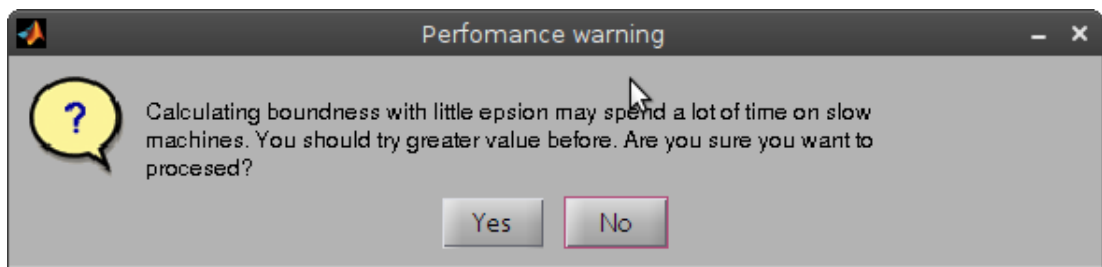 Perfomance warning
?
Calculating boundness with little epsion may spend a lot of time on slow
machines. You should try greater value before. Are you sure you want to
procesed?
Yes No